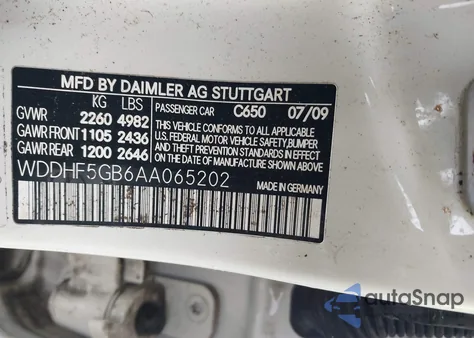 MFD BY DAIMLER AG STUTTGART
KG LBS
GVWR 2260 4982 PASSENGER CAR C650 07/09
GAWR FRONT 1105 2436
GAWR REAR 1200 2646
THIS VEHICLE CONFORMS TO ALL APPLICABLE
U.S. FEDERAL MOTOR VEHICLE SAFETY, BUMPER
AND THEFT PREVENTION STANDARDS IN
EFFECT ON THE DATE OF MANUFACTURE
SHOWN ABOVE.
WDDHF5GB6AA065202
MADE IN GERMANY
autoSnap